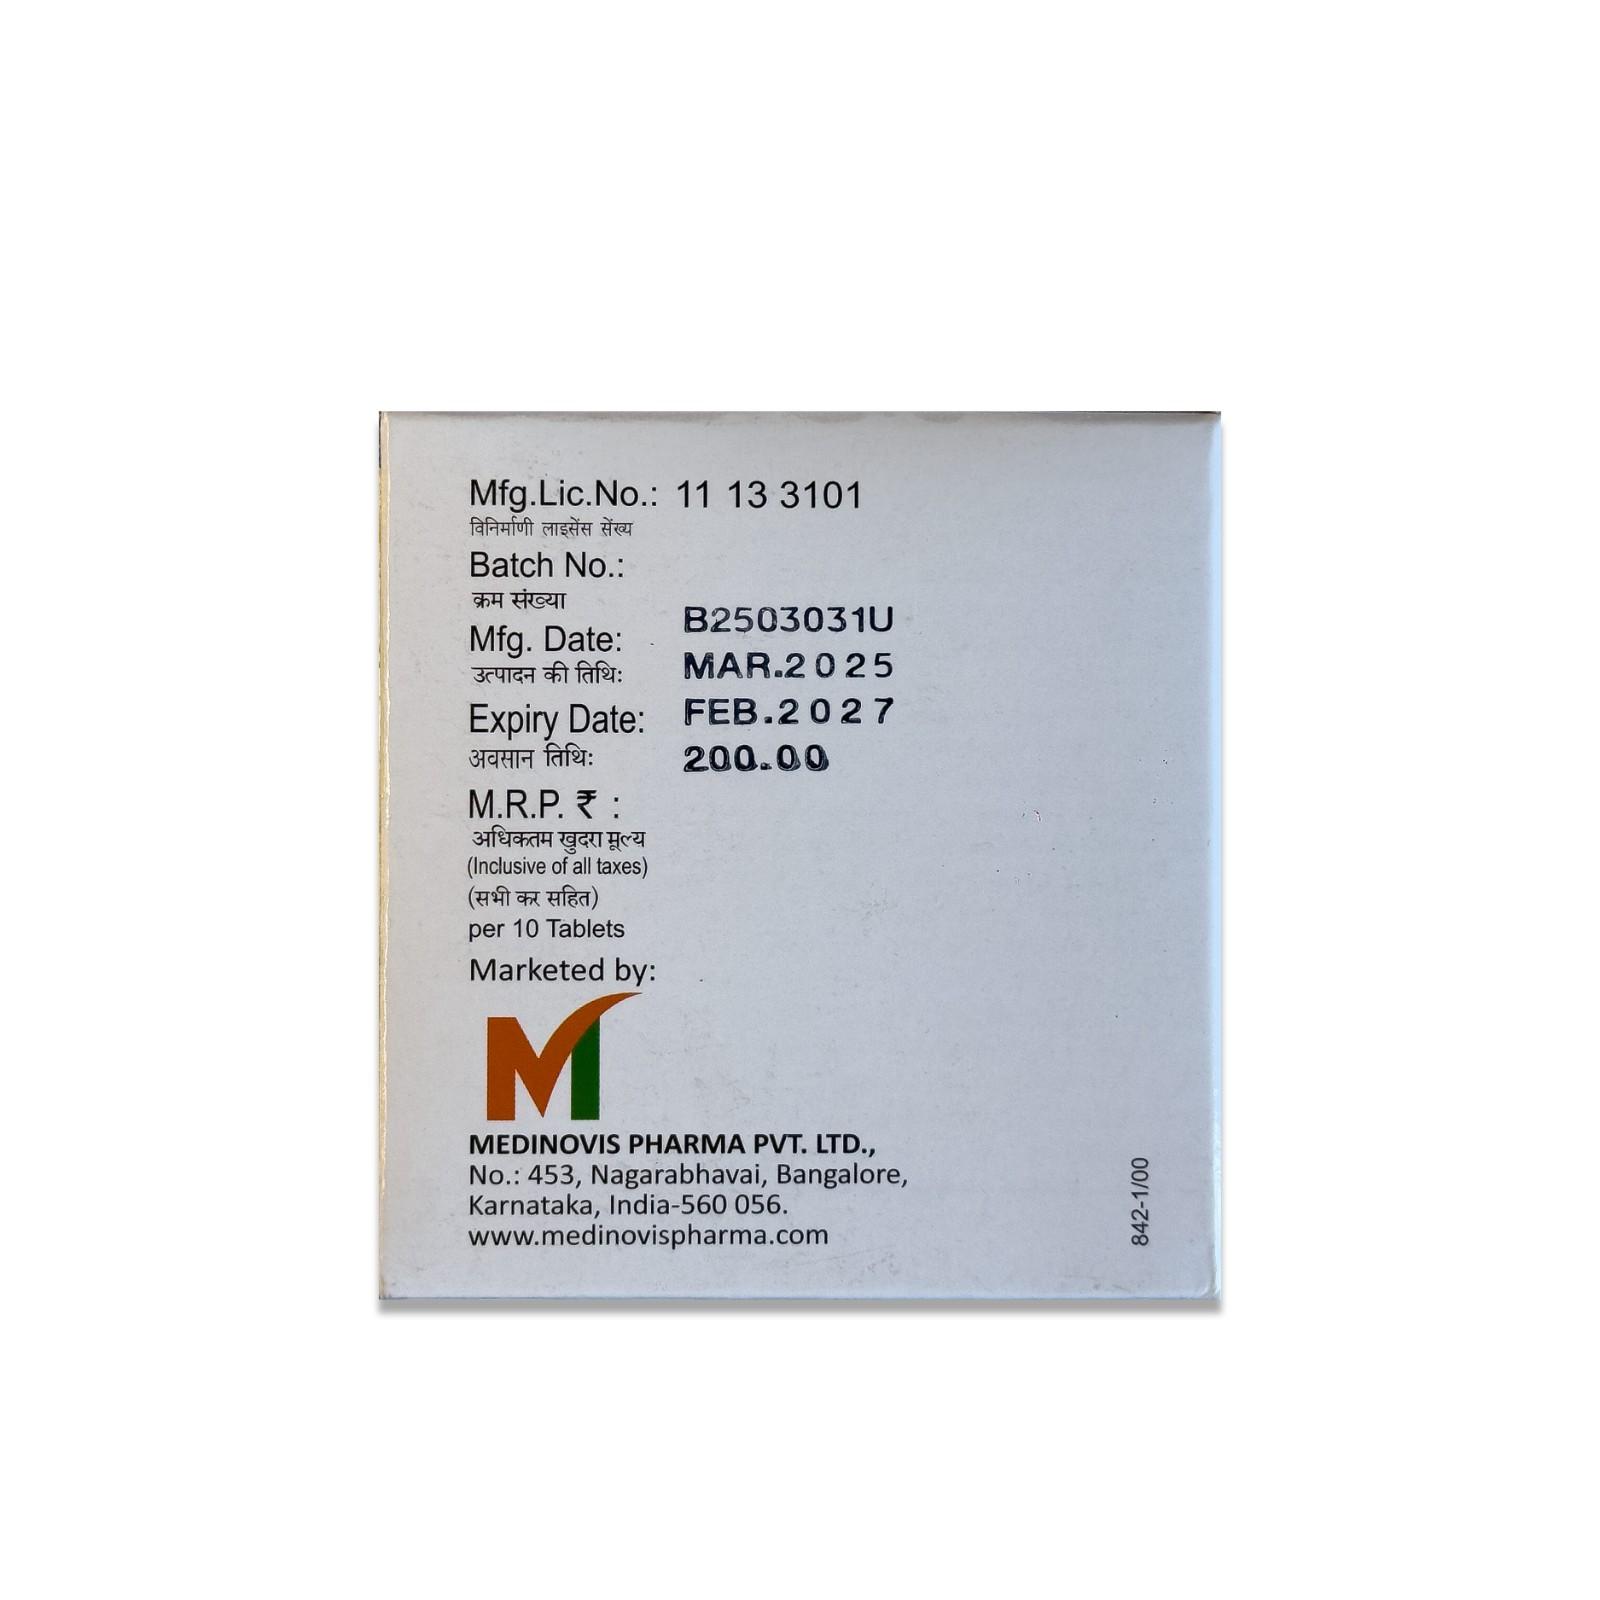 Mfg.Lic.No.: 11 13 3101
विनिर्माणी लाइसेंस सेंख्य
Batch No.:
क्रम संख्या
B2503031U
Mfg. Date:
उत्पादन की तिथि:
MAR.2025
Expiry Date:
अवसान तिथि:
FEB.2027
200.00
M.R.P. ₹ :
अधिकतम खुदरा मूल्य
(Inclusive of all taxes)
(सभी कर सहित)
per 10 Tablets
Marketed by:
MEDINOVIS PHARMA PVT. LTD.,
No.: 453, Nagarabhavai, Bangalore,
Karnataka, India-560 056.
www.medinovispharma.com
842-1/00